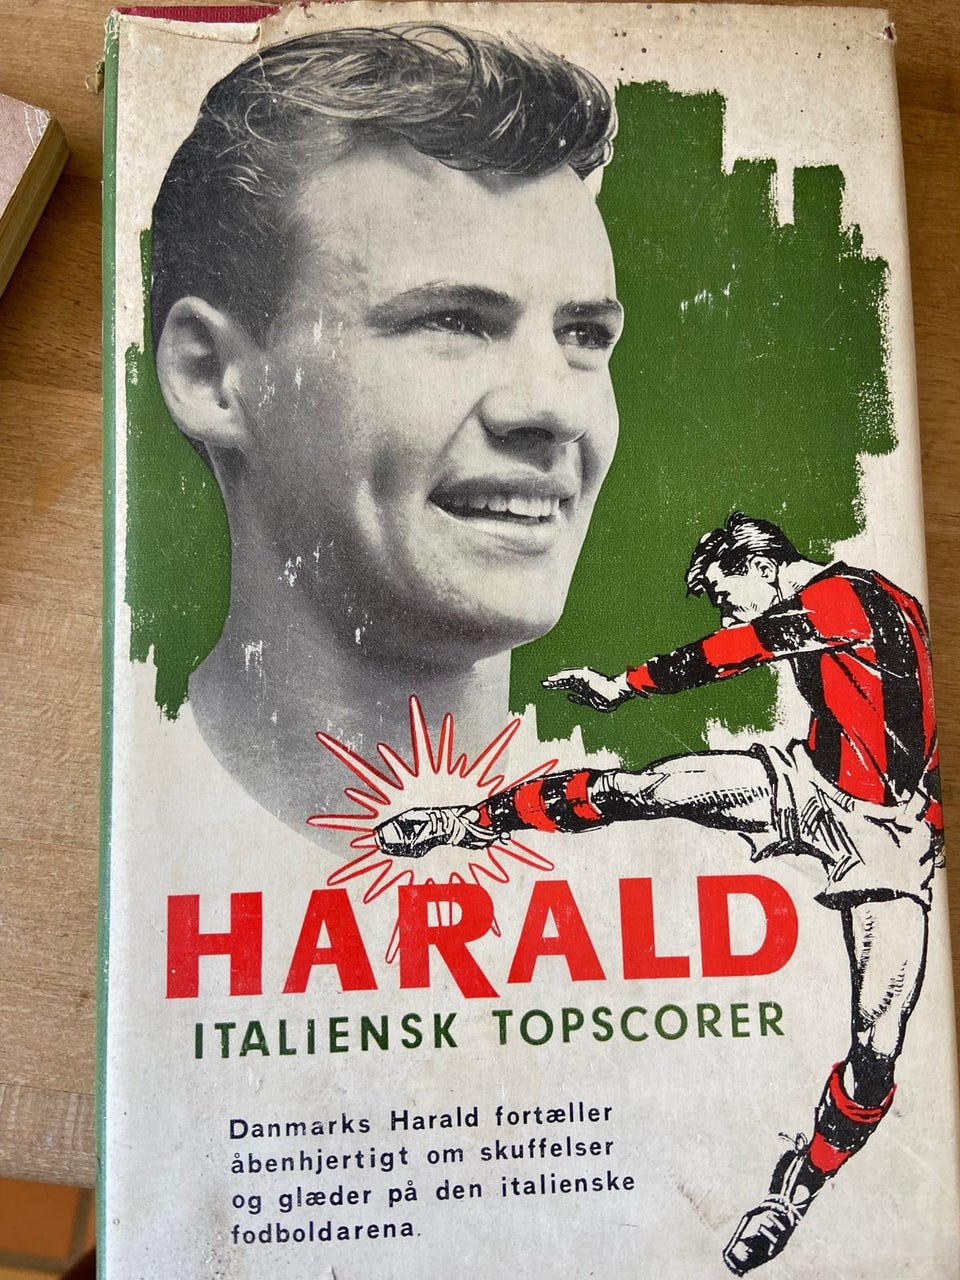 HARALD
ITALIENSK TOPSCORER
Danmarks Harald fortæller
åbenhjertigt om skuffelser
og glæder på den italienske
fodboldarena.